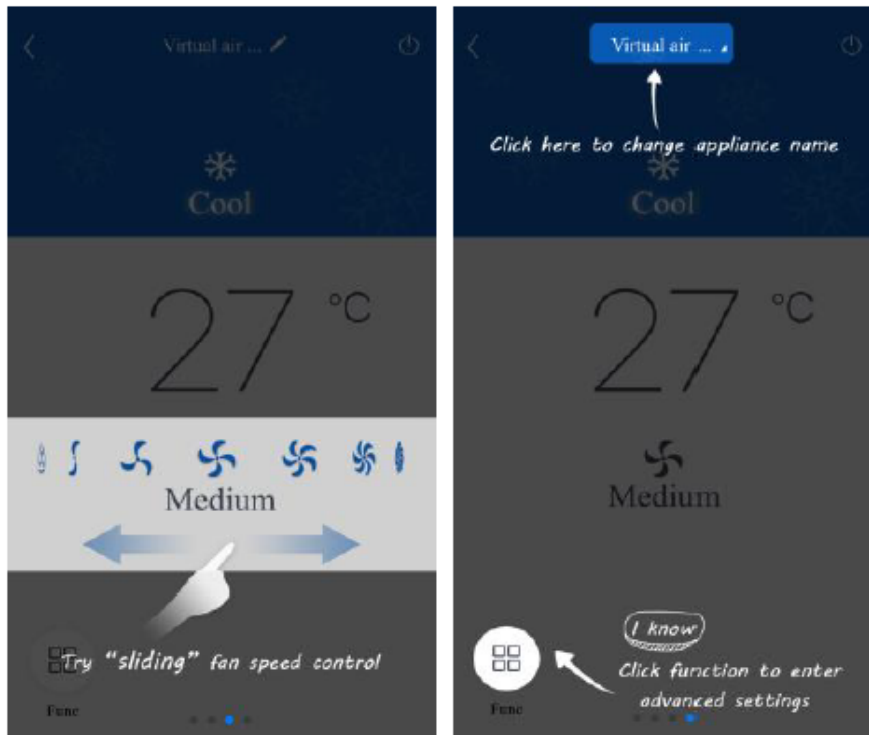 Virtual air ...
Cool
27 °C
Medium
Try "sliding" fan speed control
Func
Virtual air ...
Click here to change appliance name
Cool
27 °C
Medium
I know
Click function to enter
advanced settings
Func